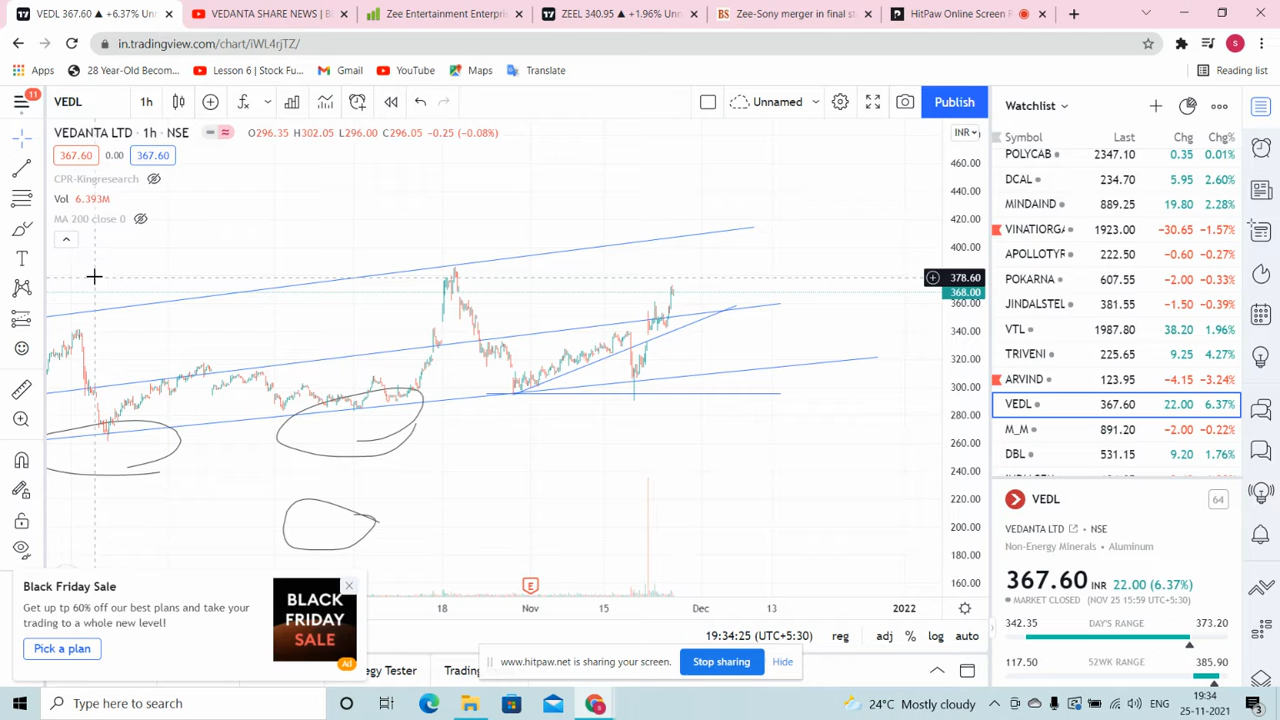 VEDL 367.60 ▲ +6.37% Unr
VEDANTA SHARE NEWS | B
Zee Entertainment Enterpris
ZEEL 340.95 ▲ +1.96% Unn
Zee-Sony merger in final st
HitPaw Online Screen R
in.tradingview.com/chart/iWL4rjTZ/
Apps
28 Year-Old Becom...
Lesson 6 | Stock Fu...
Gmail
YouTube
Maps
Translate
Reading list
11
VEDL
1h
Unnamed
Publish
VEDANTA LTD · 1h · NSE
O296.35 H302.05 L296.00 C296.05 -0.25 (-0.08%)
367.60 0.00 367.60
CPR-Kingresearch
Vol 6.393M
MA 200 close 0
INR
460.00
440.00
420.00
400.00
378.60
368.00
360.00
340.00
320.00
300.00
280.00
260.00
240.00
220.00
200.00
180.00
160.00
E
18 Nov 15 Dec 13 2022
Watchlist
Symbol Last Chg Chg%
POLYCAB 2347.10 0.35 0.01%
DCAL 234.70 5.95 2.60%
MINDAIND 889.25 19.80 2.28%
VINATIORGA 1923.00 -30.65 -1.57%
APOLLOTYR 222.50 -0.60 -0.27%
POKARNA 609.25 -2.00 -0.33%
JINDALSTEL 381.55 -1.50 -0.39%
VTL 1987.80 38.20 1.96%
TRIVENI 225.65 9.25 4.27%
ARVIND 123.95 -4.15 -3.24%
VEDL 367.60 22.00 6.37%
M_M 891.20 -2.00 -0.22%
DBL 531.15 9.20 1.76%
VEDL
64
VEDANTA LTD · NSE
Non-Energy Minerals • Aluminum
367.60 INR 22.00 (6.37%)
MARKET CLOSED (NOV 25 15:59 UTC+5:30)
342.35 DAY'S RANGE 373.20
117.50 52WK RANGE 385.90
Black Friday Sale
Get up tp 60% off our best plans and take your
trading to a whole new level!
Pick a plan
BLACK
FRIDAY
SALE
Ad
19:34:25 (UTC+5:30) reg adj % log auto
egy Tester
Trading
www.hitpaw.net is sharing your screen.
Stop sharing
Hide
Type here to search
24°C Mostly cloudy
ENG
19:34
25-11-2021
3